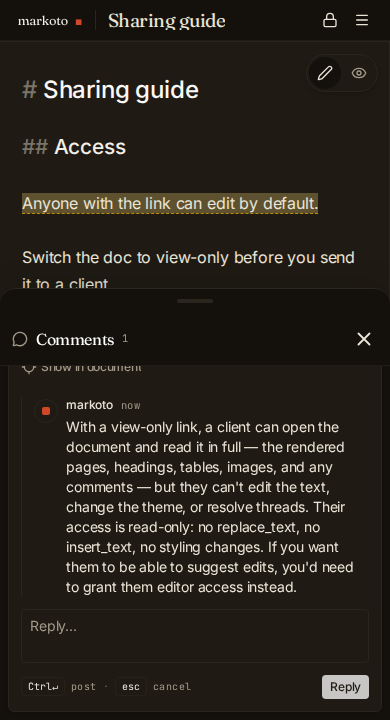 markoto
Sharing guide
# Sharing guide
## Access
Anyone with the link can edit by default.
Switch the doc to view-only before you send
it to a client
Comments 1
Show in document
markoto now
With a view-only link, a client can open the
document and read it in full — the rendered
pages, headings, tables, images, and any
comments — but they can't edit the text,
change the theme, or resolve threads. Their
access is read-only: no replace_text, no
insert_text, no styling changes. If you want
them to be able to suggest edits, you'd need
to grant them editor access instead.
Reply...
Ctrl↵ post · esc cancel
Reply